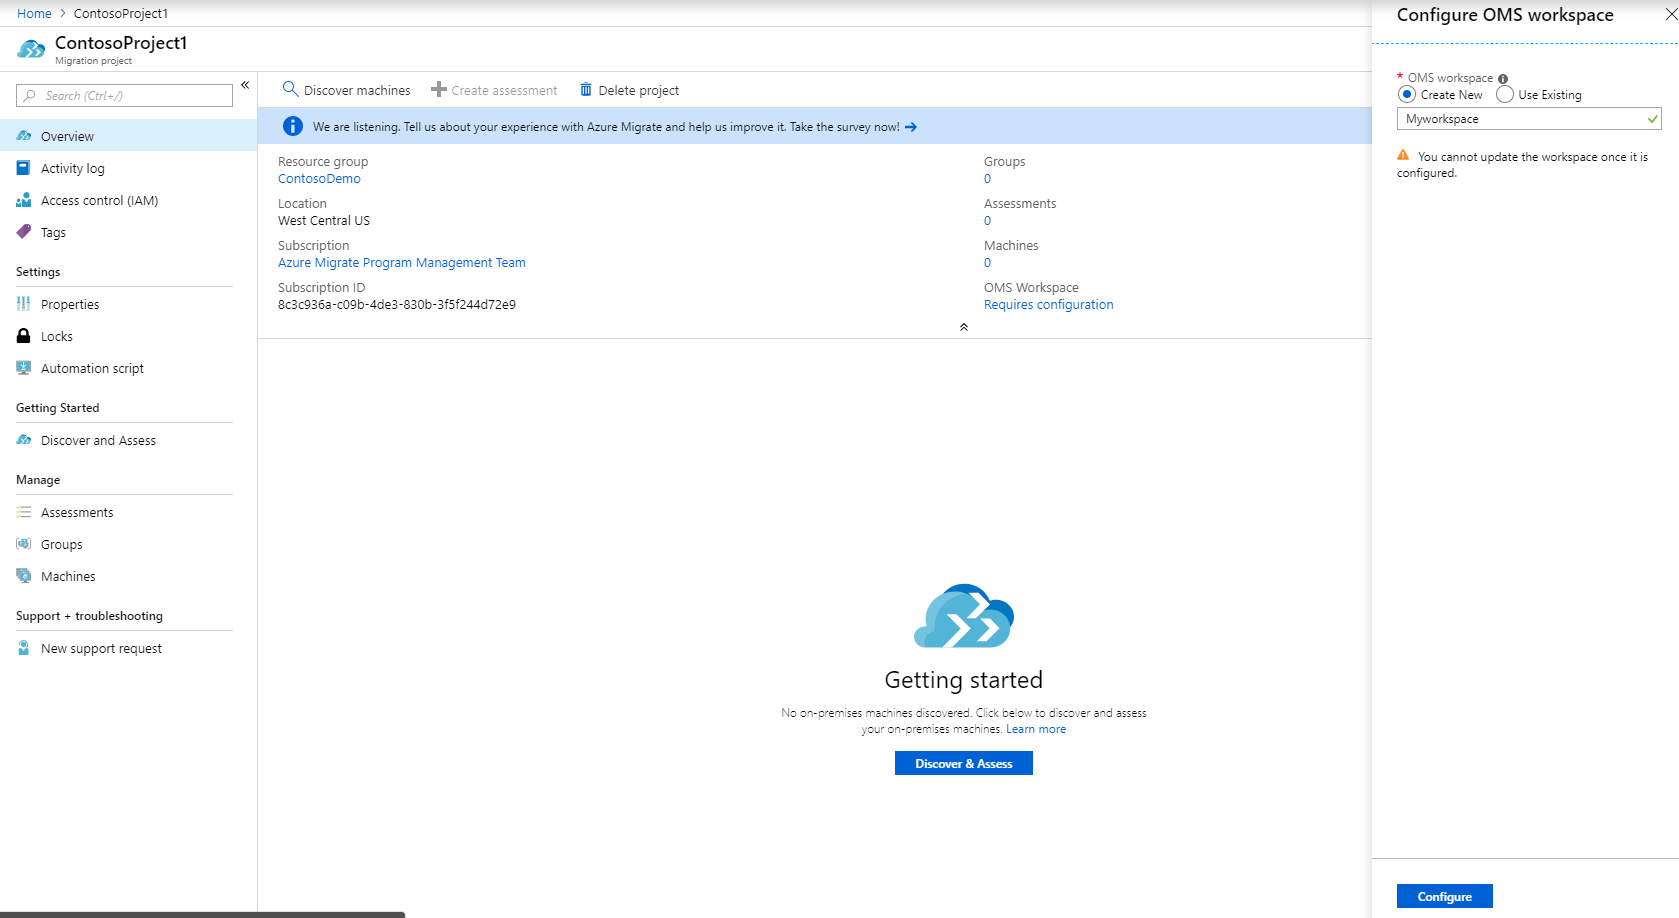 Home > ContosoProject1
ContosoProject1
Migration project
Search (Ctrl+/)
Overview
Activity log
Access control (IAM)
Tags
Settings
Properties
Locks
Automation script
Getting Started
Discover and Assess
Manage
Assessments
Groups
Machines
Support + troubleshooting
New support request
Discover machines
Create assessment
Delete project
We are listening. Tell us about your experience with Azure Migrate and help us improve it. Take the survey now! →
Resource group
ContosoDemo
Location
West Central US
Subscription
Azure Migrate Program Management Team
Subscription ID
8c3c936a-c09b-4de3-830b-3f5f244d72e9
Groups
0
Assessments
0
Machines
0
OMS Workspace
Requires configuration
Getting started
No on-premises machines discovered. Click below to discover and assess
your on-premises machines. Learn more
Discover & Assess
Configure OMS workspace
* OMS workspace
Create New
Use Existing
Myworkspace
You cannot update the workspace once it is
configured.
Configure